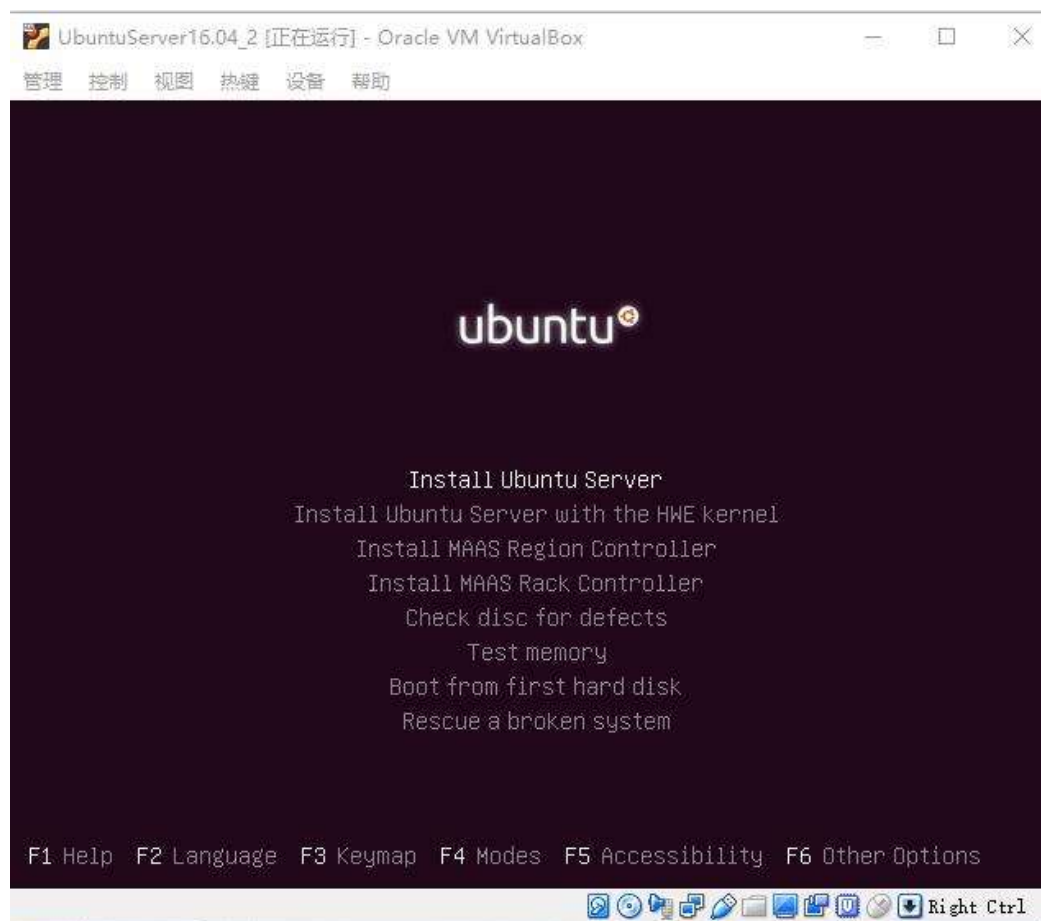 UbuntuServer16.04_2 [正在运行] - Oracle VM VirtualBox
管理 控制 视图 热键 设备 帮助
ubuntu
Install Ubuntu Server
Install Ubuntu Server with the HWE kernel
Install MAAS Region Controller
Install MAAS Rack Controller
Check disc for defects
Test memory
Boot from first hard disk
Rescue a broken system
F1 Help F2 Language F3 Keymap F4 Modes F5 Accessibility F6 Other Options
Right Ctrl